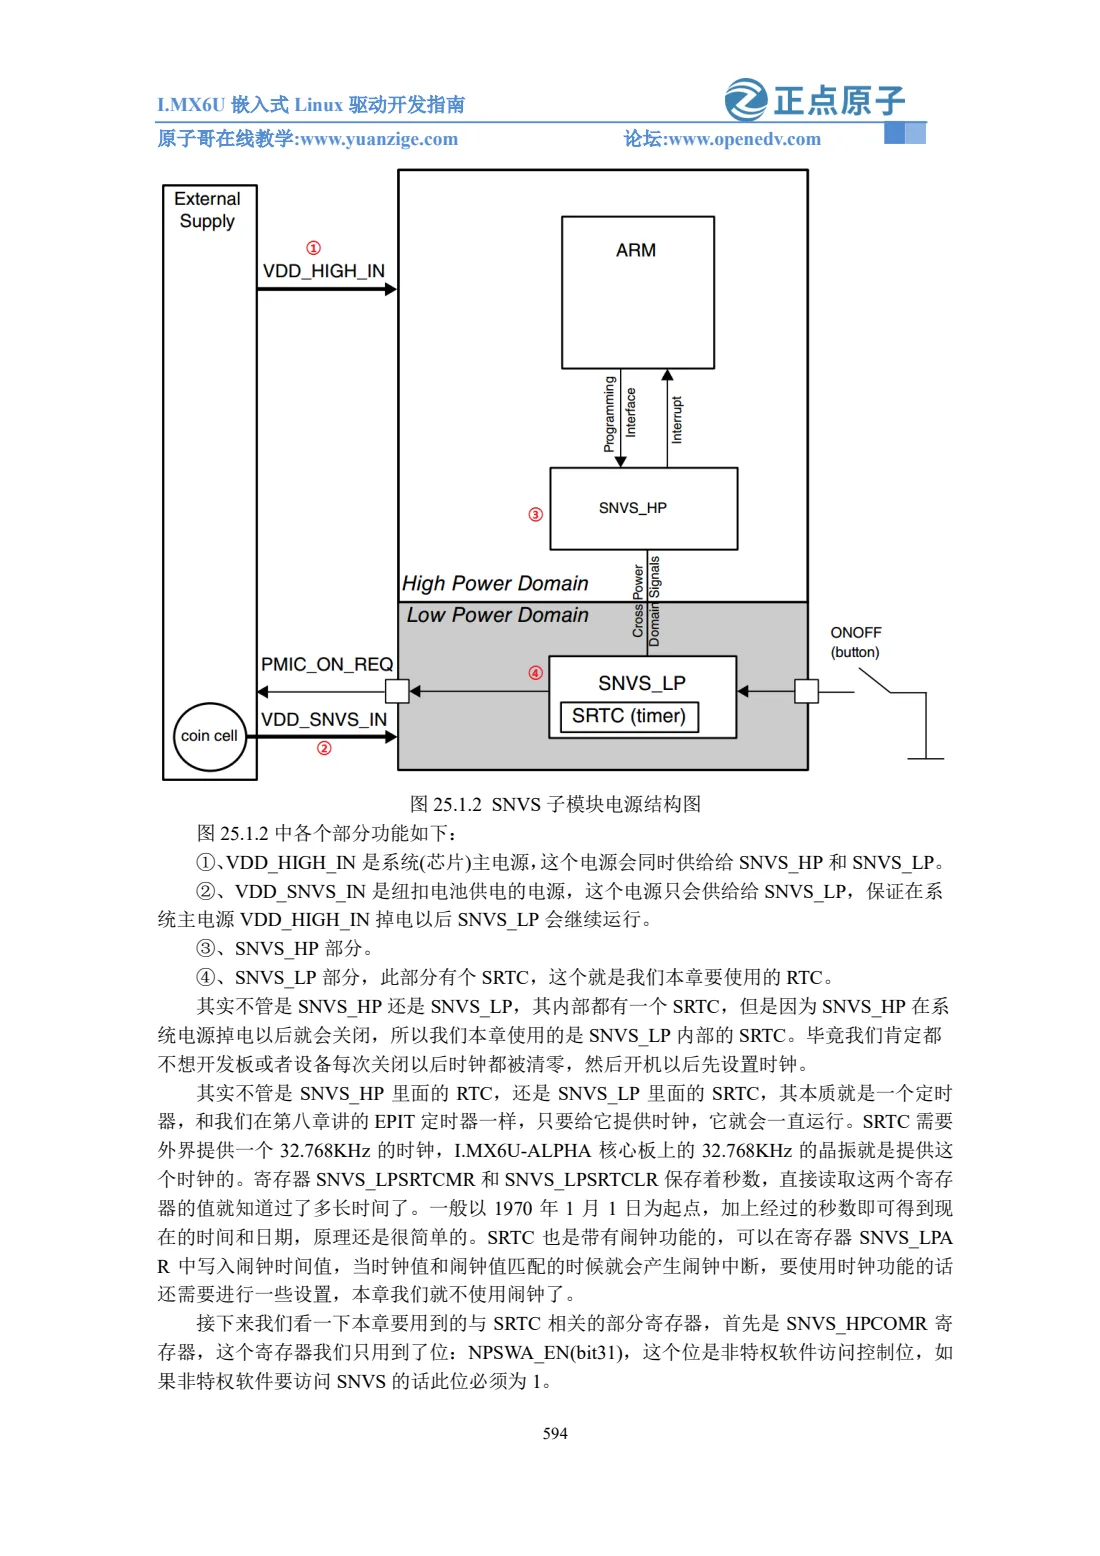 I.MX6U 嵌入式 Linux 驱动开发指南
正点原子
原子哥在线教学:www.yuanzige.com 论坛:www.openedv.com
External
Supply
①
VDD_HIGH_IN
ARM
Programming
Interface
Interrupt
③
SNVS_HP
High Power Domain
Low Power Domain
Cross Power
Domain Signals
ONOFF
(button)
PMIC_ON_REQ
④
SNVS_LP
SRTC (timer)
coin cell
VDD_SNVS_IN
②
图 25.1.2 SNVS 子模块电源结构图
图 25.1.2 中各个部分功能如下：
①、VDD_HIGH_IN 是系统(芯片)主电源，这个电源会同时供给给 SNVS_HP 和 SNVS_LP。
②、VDD_SNVS_IN 是纽扣电池供电的电源，这个电源只会供给给 SNVS_LP，保证在系
统主电源 VDD_HIGH_IN 掉电以后 SNVS_LP 会继续运行。
③、SNVS_HP 部分。
④、SNVS_LP 部分，此部分有个 SRTC，这个就是我们本章要使用的 RTC。
其实不管是 SNVS_HP 还是 SNVS_LP，其内部都有一个 SRTC，但是因为 SNVS_HP 在系
统电源掉电以后就会关闭，所以我们本章使用的是 SNVS_LP 内部的 SRTC。毕竟我们肯定都
不想开发板或者设备每次关闭以后时钟都被清零，然后开机以后先设置时钟。
其实不管是 SNVS_HP 里面的 RTC，还是 SNVS_LP 里面的 SRTC，其本质就是一个定时
器，和我们在第八章讲的 EPIT 定时器一样，只要给它提供时钟，它就会一直运行。SRTC 需要
外界提供一个 32.768KHz 的时钟，I.MX6U-ALPHA 核心板上的 32.768KHz 的晶振就是提供这
个时钟的。寄存器 SNVS_LPSRTCMR 和 SNVS_LPSRTCLR 保存着秒数，直接读取这两个寄存
器的值就知道过了多长时间了。一般以 1970 年 1 月 1 日为起点，加上经过的秒数即可得到现
在的时间和日期，原理还是很简单的。SRTC 也是带有闹钟功能的，可以在寄存器 SNVS_LPA
R 中写入闹钟时间值，当时钟值和闹钟值匹配的时候就会产生闹钟中断，要使用时钟功能的话
还需要进行一些设置，本章我们就不使用闹钟了。
接下来我们看一下本章要用到的与 SRTC 相关的部分寄存器，首先是 SNVS_HPCOMR 寄
存器，这个寄存器我们只用到了位：NPSWA_EN(bit31)，这个位是非特权软件访问控制位，如
果非特权软件要访问 SNVS 的话此位必须为 1。
594